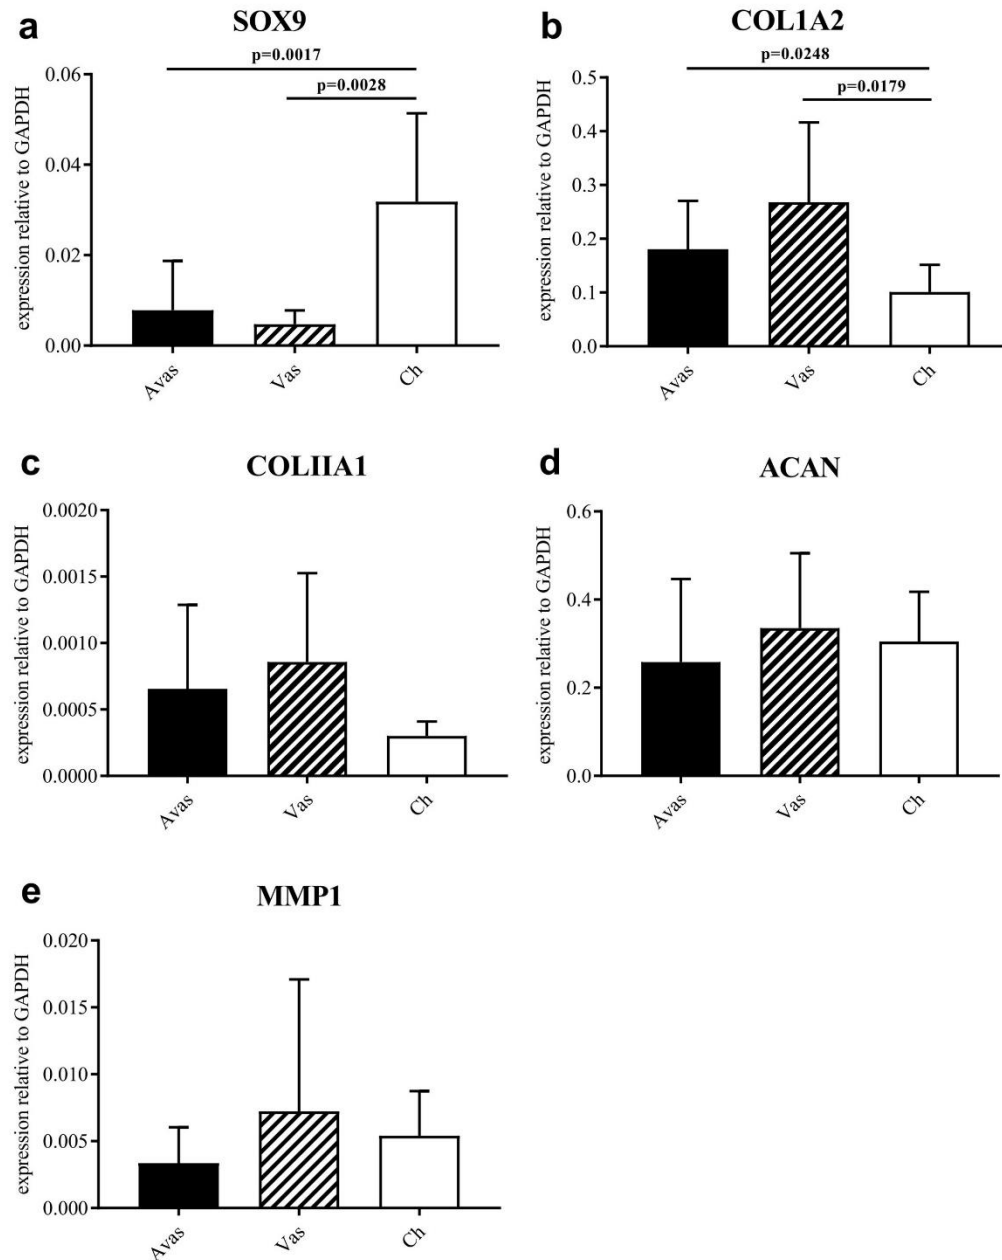 a
SOX9
p=0.0017
p=0.0028
expression relative to GAPDH
0.06
0.04
0.02
0.00
Avas
Vas
Ch
b
COL1A2
p=0.0248
p=0.0179
expression relative to GAPDH
0.5
0.4
0.3
0.2
0.1
0.0
Avas
Vas
Ch
c
COLIIA1
expression relative to GAPDH
0.0020
0.0015
0.0010
0.0005
0.0000
Avas
Vas
Ch
d
ACAN
expression relative to GAPDH
0.6
0.4
0.2
0.0
Avas
Vas
Ch
e
MMP1
expression relative to GAPDH
0.020
0.015
0.010
0.005
0.000
Avas
Vas
Ch